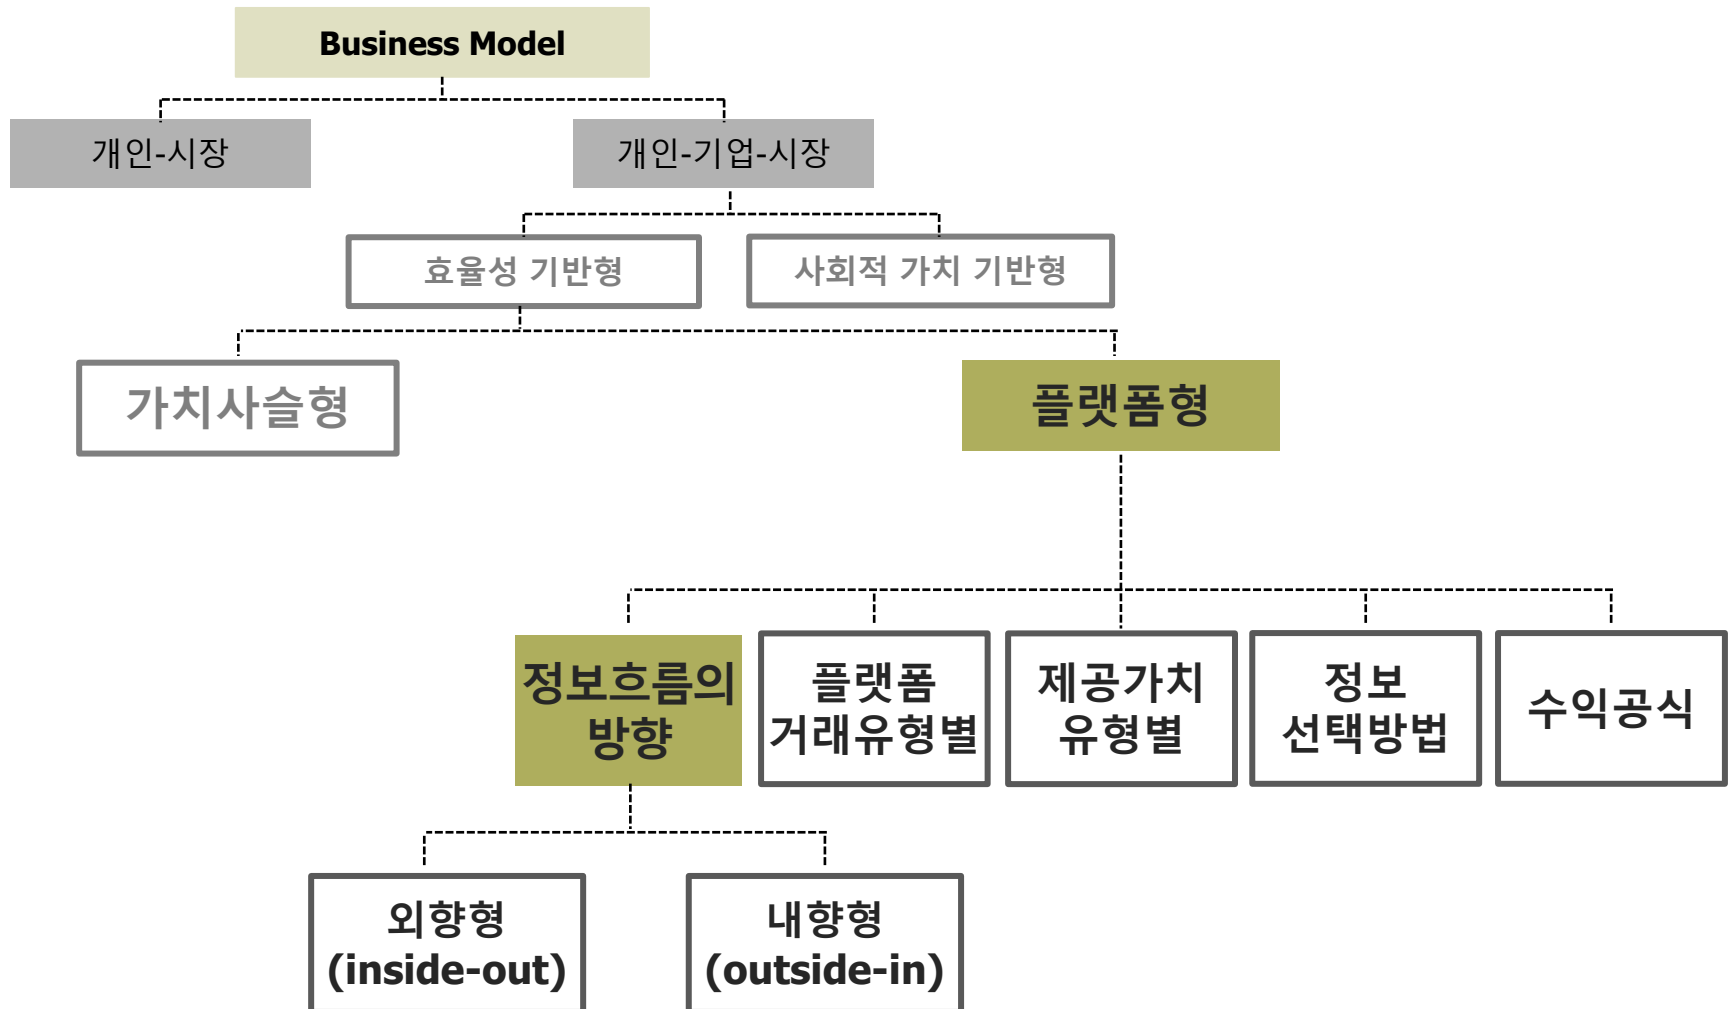 Business Model
개인-시장
개인-기업-시장
효율성 기반형
사회적 가치 기반형
가치사슬형
플랫폼형
정보흐름의
방향
플랫폼
거래유형별
제공가치
유형별
정보
선택방법
수익공식
외향형
(inside-out)
내향형
(outside-in)